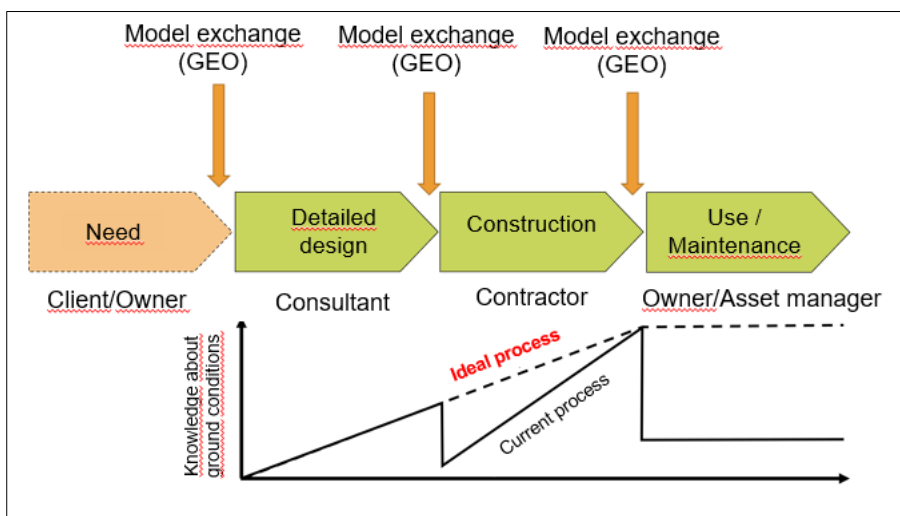 Model exchange
(GEO)
Model exchange
(GEO)
Model exchange
(GEO)
Need
Detailed
design
Construction
Use /
Maintenance
Client/Owner
Consultant
Contractor
Owner/Asset manager
Knowledge about
ground conditions
Ideal process
Current process